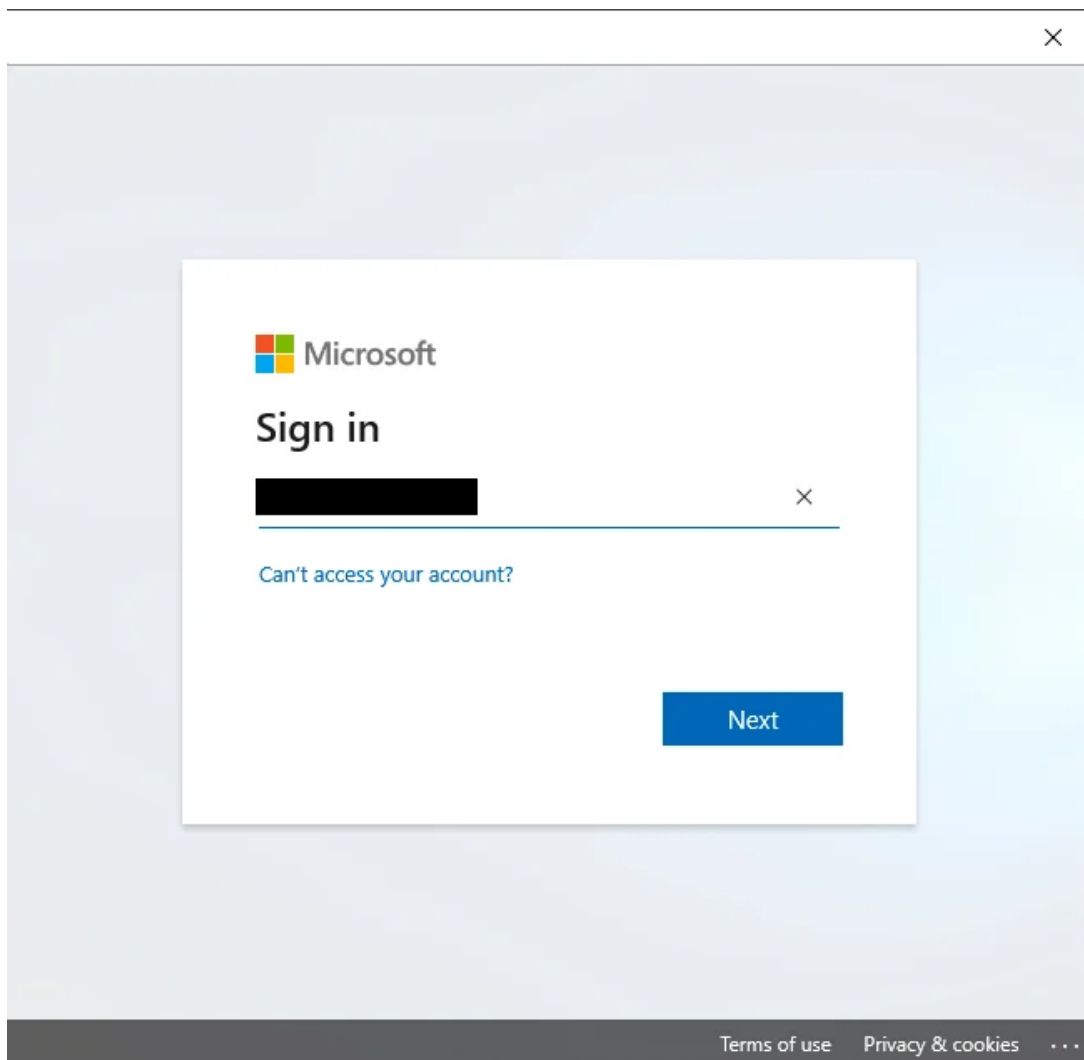 Microsoft
Sign in
Can't access your account?
Next
Terms of use Privacy & cookies ...